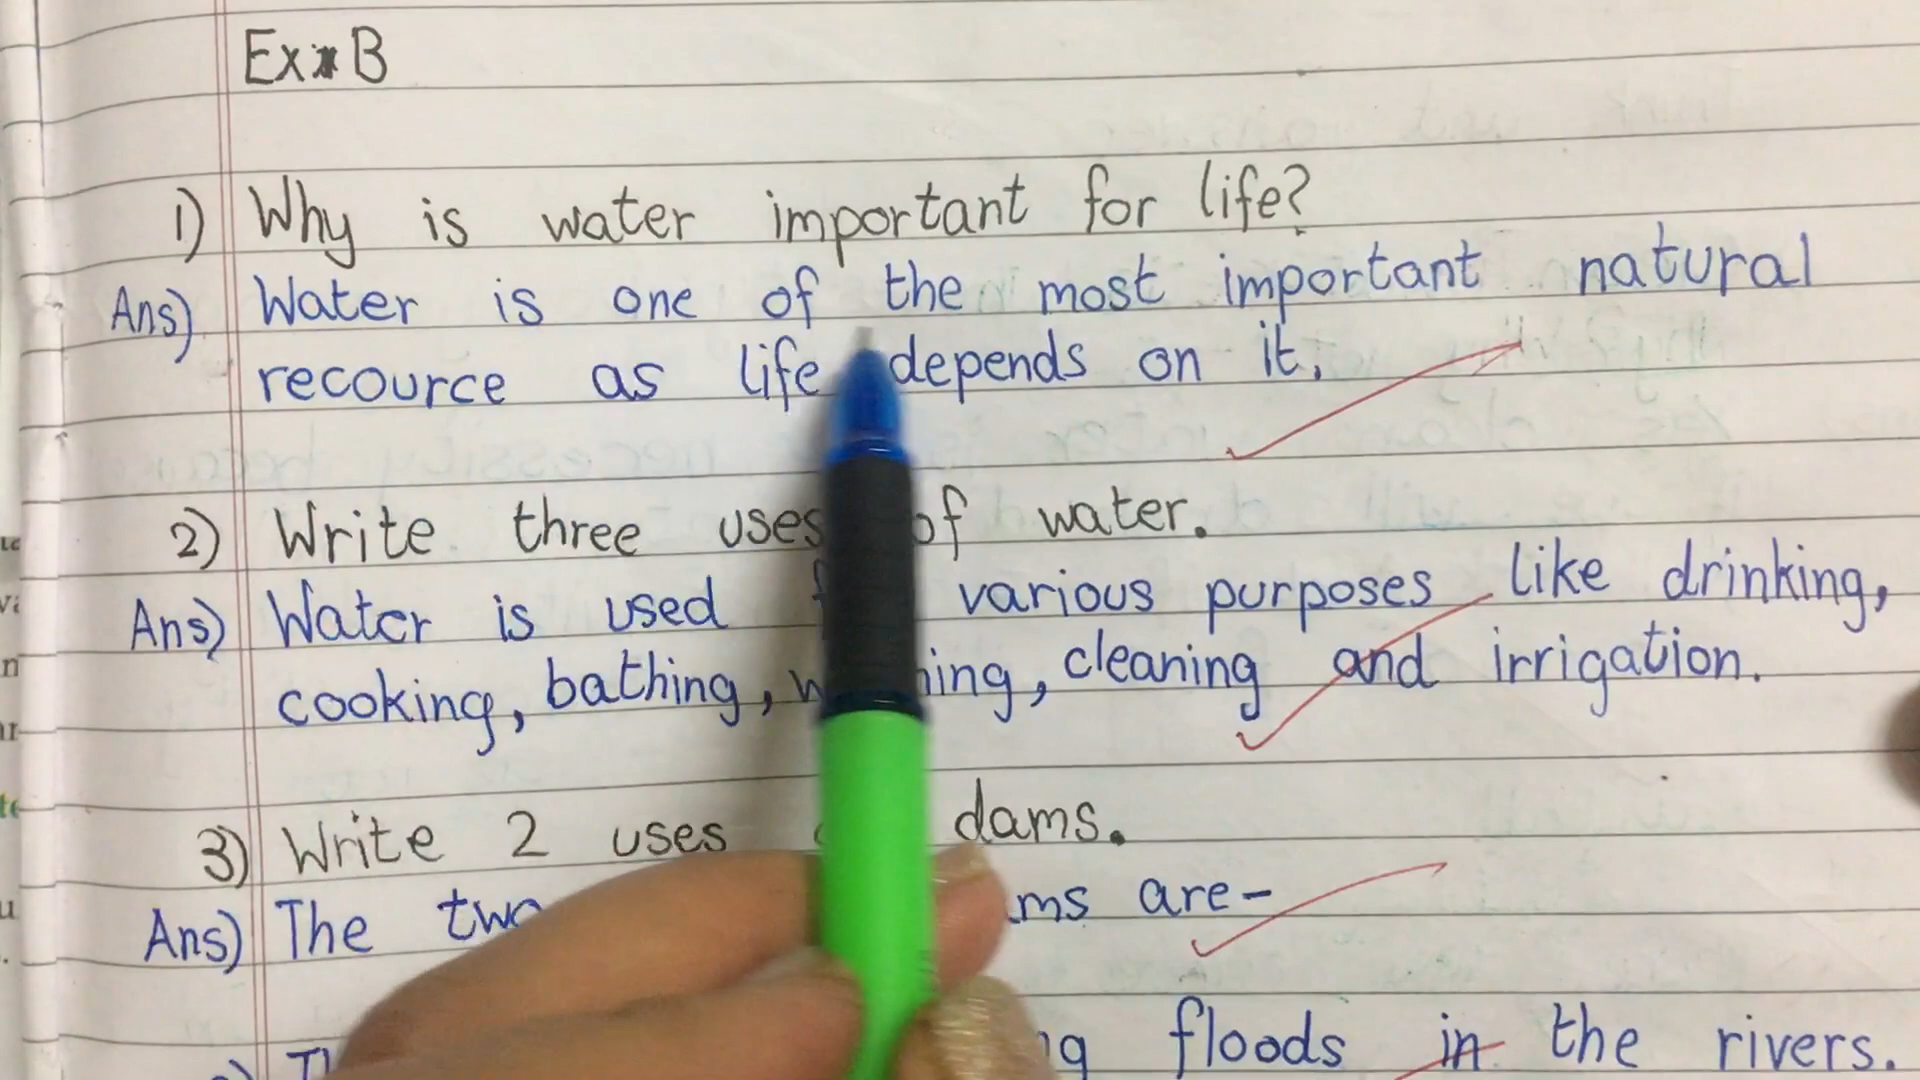 Ex B
1) Why is water important for life?
Ans) Water is one of the most important natural
recource as life depends on it.
2) Write three uses of water.
Ans) Water is used various purposes like drinking,
cooking, bathing, cleaning and irrigation.
3) Write 2 uses dams.
Ans) The two are-
floods in the rivers.